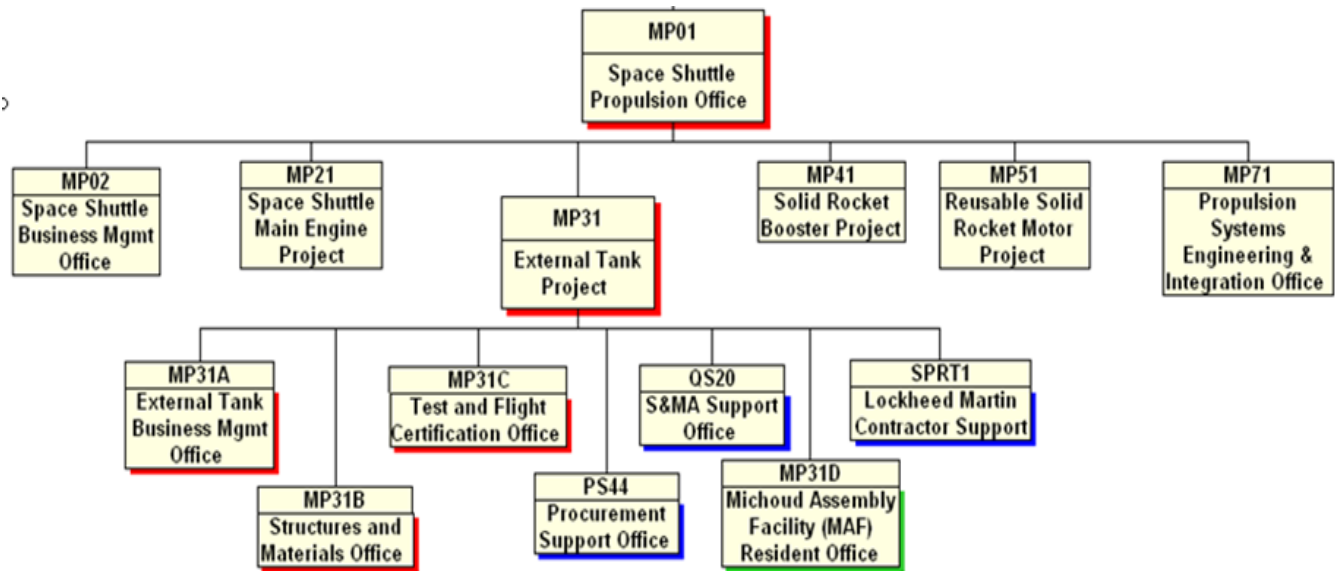 MP01
Space Shuttle
Propulsion Office
MP02
Space Shuttle
Business Mgmt
Office
MP21
Space Shuttle
Main Engine
Project
MP31
External Tank
Project
MP41
Solid Rocket
Booster Project
MP51
Reusable Solid
Rocket Motor
Project
MP71
Propulsion
Systems
Engineering &
Integration Office
MP31A
External Tank
Business Mgmt
Office
MP31B
Structures and
Materials Office
MP31C
Test and Flight
Certification Office
PS44
Procurement
Support Office
QS20
S&MA Support
Office
MP31D
Michoud Assembly
Facility (MAF)
Resident Office
SPRT1
Lockheed Martin
Contractor Support